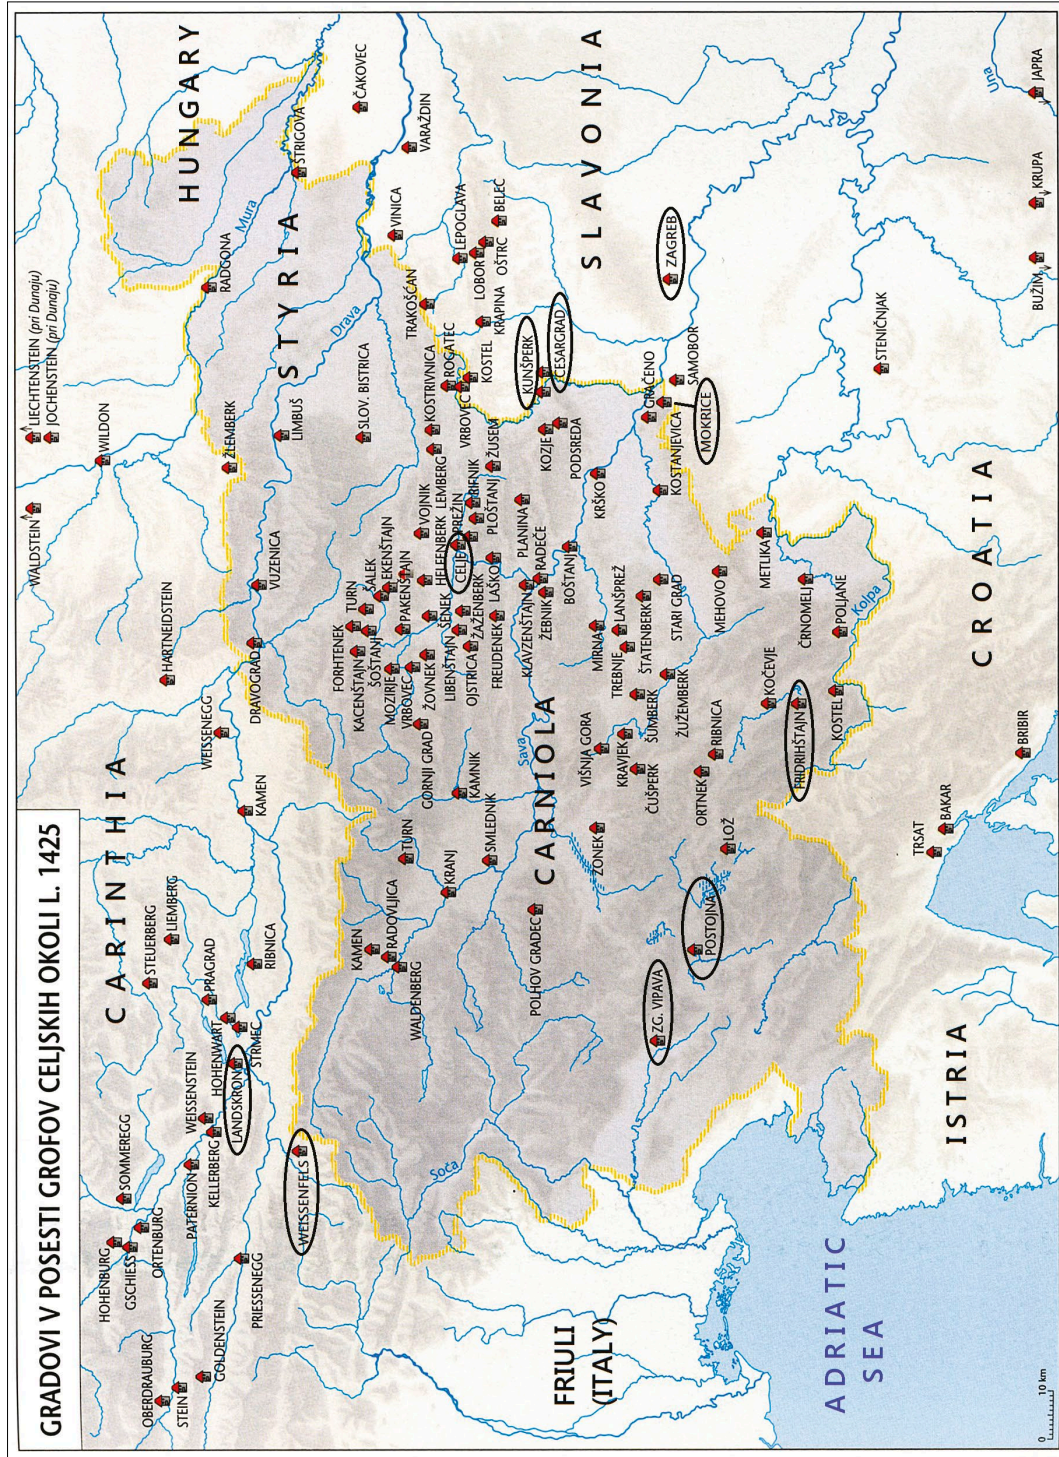 GRADOVI V POSESTI GROFOV CELJSKIH OKOLI L. 1425
CARINTHIA
HUNGARY
STYRIA
SLAVONIA
CARNIOLA
CROATIA
ISTRIA
FRIULI
(ITALY)
ADRIATIC
SEA
Mura
Drava
Sava
Soča
Kolpa
Una
LIECHTENSTEIN (pri Dunaju)
JOCHENSTEIN (pri Dunaju)
WALDSTEIN
WILDON
HARTNEIDSTEIN
WEISSENEGG
KAMEN
HOHENBURG
GSCHIESS
ORTENBURG
SOMMEREGG
OBERDRAUBURG
STEIN
GOLDENSTEIN
PRIESSENEGG
PATERNION
KELLERBERG
WEISSENSTEIN
LANDSKRON
HOHENWART
STRMEC
PRAGRAD
STEUERBERG
LIEMBERG
RIBNICA
WEISSENFELS
DRAVOGRAD
VUZENICA
ŽLEMBERK
LIMBUŠ
RADGONA
STRIGOVA
ČAKOVEC
VARAŽDIN
VINICA
SLOV. BISTRICA
TRAKOŠĆAN
LEPOGLAVA
BELEC
LOBOR
OŠTRC
KRAPINA
KOSTEL
ROGATEC
VRBOVEC
KOSTRIVNICA
LEMBERG
ŽUSEM
KUNŠPERK
CESARGRAD
ZAGREB
SAMOBOR
GRAČENO
MOKRICE
KOSTANJEVICA
KOZJE
PODSREDA
KRŠKO
PLANINA
RADEČE
BOŠTANJ
ŽEBNIK
KLAVZENŠTAJN
LAŠKO
PLOŠTANJ
RIFNIK
PREŽIN
CELJE
HELFENBERK
VOJNIK
EKENŠTAJN
PAKENŠTAJN
ŠALEK
TURN
FORHTENEK
KACENŠTAJN
ŠOŠTANJ
MOZIRJE
VRBOVEC
ŽOVNEK
ŠENEK
LIBENŠTAJN
OJSTRICA
ŽAŽENBERK
FREUDENEK
GORNJI GRAD
KAMNIK
TURN
KRANJ
SMLEDNIK
KAMEN
RADOVLJICA
WALDENBERG
POLHOV GRADEC
ŽONEK
VIŠNJA GORA
KRAVJEK
ČUŠPERK
ŠUMBERK
ŽUŽEMBERK
MIRNA
TREBNJE
LANŠPREŽ
ŠTATENBERK
STARI GRAD
MEHOVO
METLIKA
ČRNOMELJ
POLJANE
KOČEVJE
FRIDRIHŠTAJN
KOSTEL
RIBNICA
ORTNEK
LOŽ
POSTOJNA
ZG. VIPAVA
TRSAT
BAKAR
BRIBIR
STENIČNJAK
BUŽIM
KRUPA
JAPRA
0
10 km